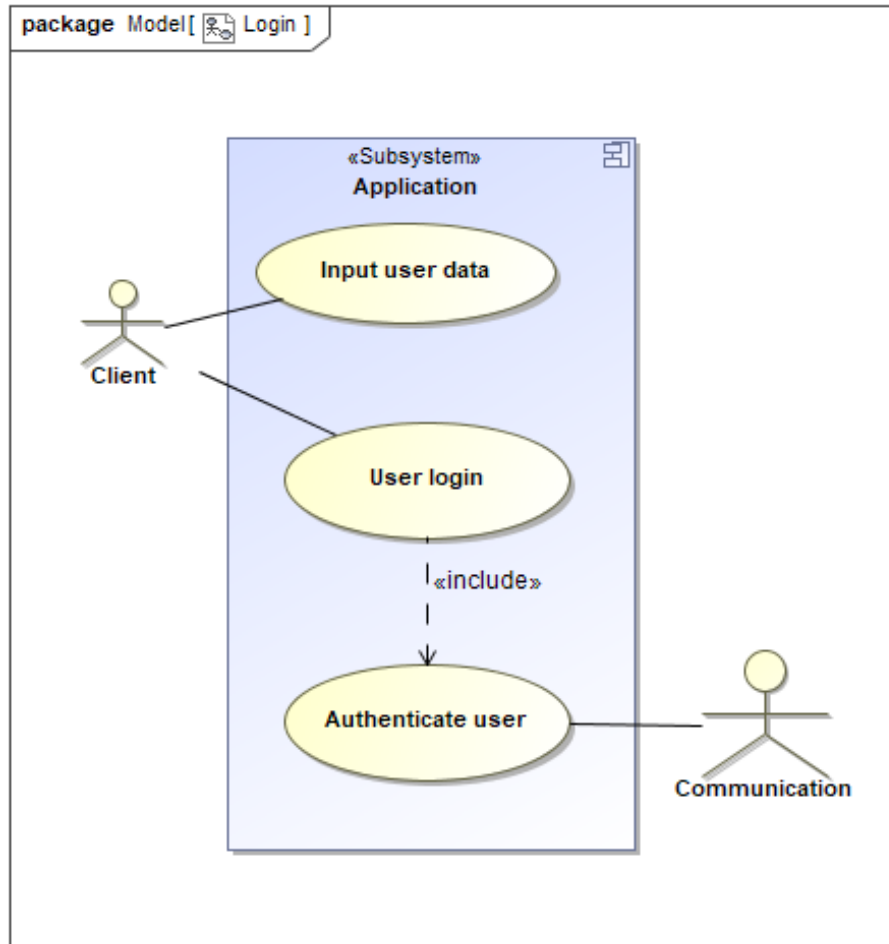 package Model[ Login ]
«Subsystem»
Application
Input user data
Client
User login
«include»
Authenticate user
Communication